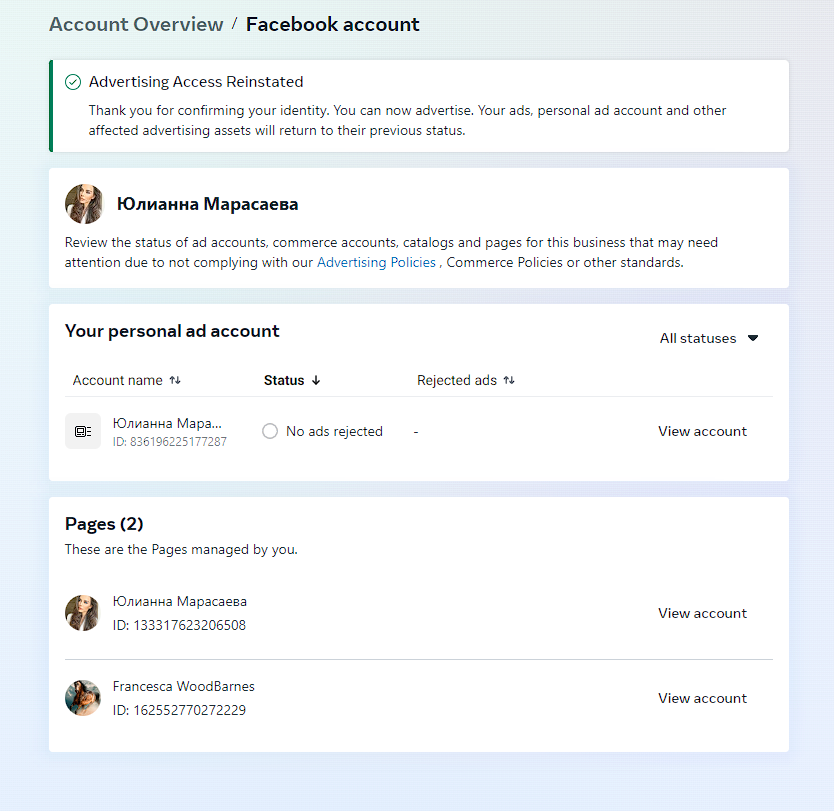 Account Overview / Facebook account
Advertising Access Reinstated
Thank you for confirming your identity. You can now advertise. Your ads, personal ad account and other
affected advertising assets will return to their previous status.
Юлианна Марасаева
Review the status of ad accounts, commerce accounts, catalogs and pages for this business that may need
attention due to not complying with our Advertising Policies , Commerce Policies or other standards.
Your personal ad account
All statuses
Account name Status Rejected ads
Юлианна Мара...
ID: 836196225177287
No ads rejected - View account
Pages (2)
These are the Pages managed by you.
Юлианна Марасаева
ID: 133317623206508
View account
Francesca WoodBarnes
ID: 162552770272229
View account